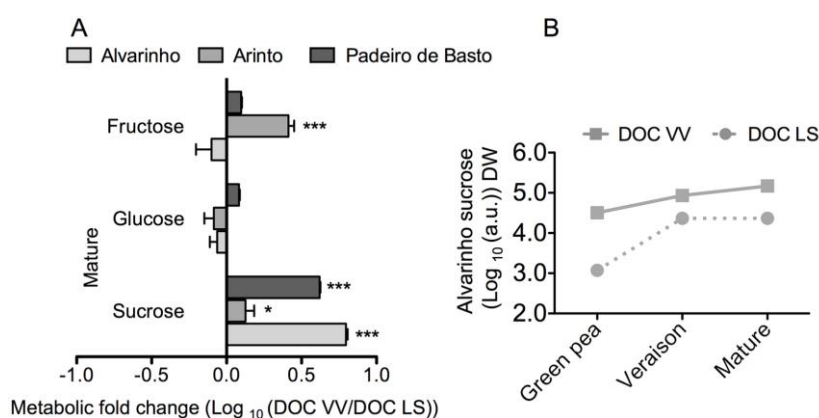 A
Alvarinho Arinto Padeiro de Basto
Mature
Fructose
***
Glucose
Sucrose
***
*
***
-1.0 -0.5 0.0 0.5 1.0
Metabolic fold change (Log 10 (DOC VV/DOC LS))
B
DOC VV DOC LS
Alvarinho sucrose
(Log 10 (a.u.)) DW
6.0
5.0
4.0
3.0
2.0
Green pea
Veraison
Mature